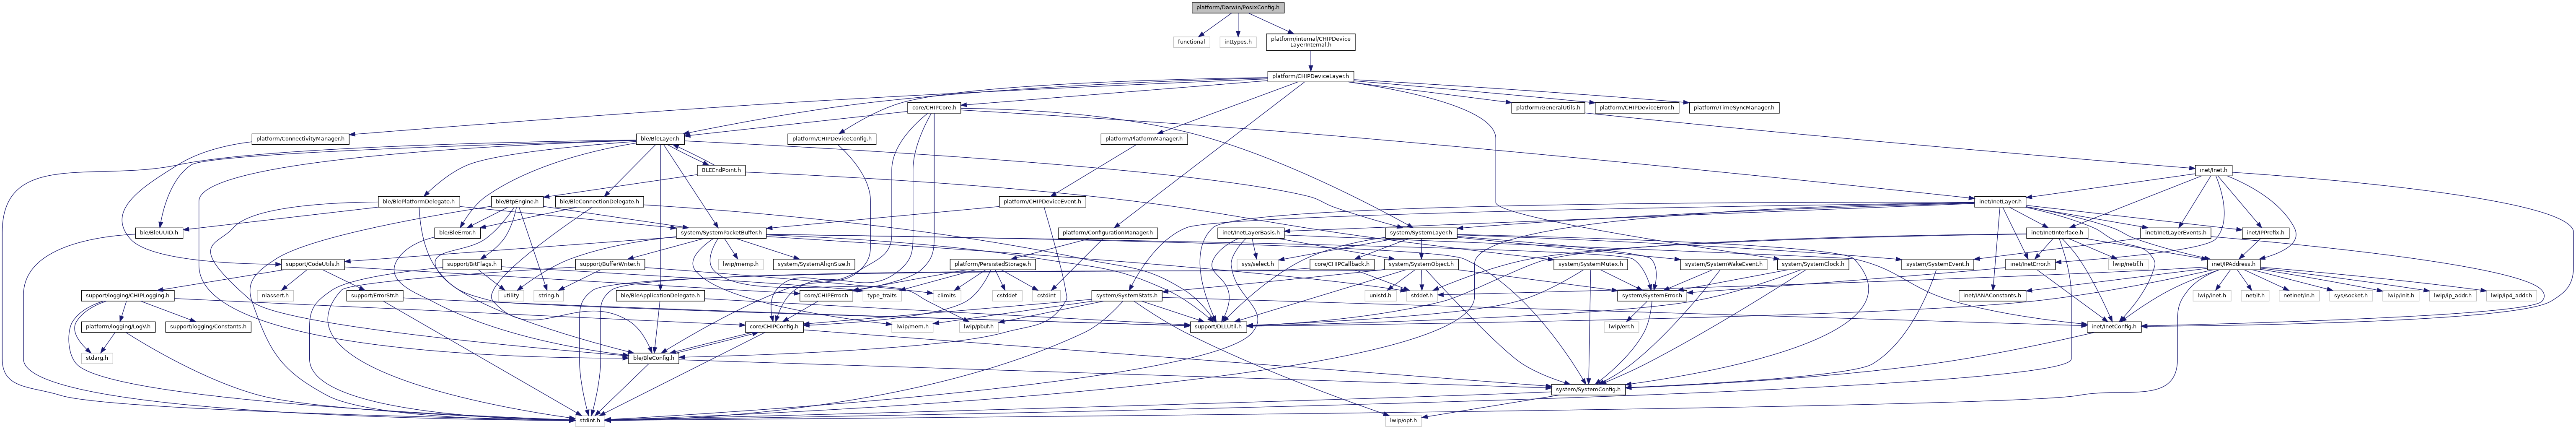 platform/Darwin/PosixConfig.h
functional
inttypes.h
platform/internal/CHIPDevice
LayerInternal.h
platform/CHIPDeviceLayer.h
core/CHIPCore.h
platform/GeneralUtils.h
platform/CHIPDeviceError.h
platform/TimeSyncManager.h
platform/ConnectivityManager.h
ble/BleLayer.h
platform/CHIPDeviceConfig.h
platform/PlatformManager.h
BLEEndPoint.h
inet/Inet.h
ble/BlePlatformDelegate.h
ble/BtpEngine.h
ble/BleConnectionDelegate.h
platform/CHIPDeviceEvent.h
inet/InetLayer.h
ble/BleUUID.h
ble/BleError.h
system/SystemPacketBuffer.h
platform/ConfigurationManager.h
inet/InetLayerBasis.h
system/SystemLayer.h
inet/InetInterface.h
inet/InetLayerEvents.h
inet/IPPrefix.h
support/CodeUtils.h
support/BitFlags.h
support/BufferWriter.h
lwip/memp.h
system/SystemAlignSize.h
platform/PersistedStorage.h
sys/select.h
core/CHIPCallback.h
system/SystemObject.h
system/SystemMutex.h
system/SystemWakeEvent.h
system/SystemClock.h
system/SystemEvent.h
inet/InetError.h
lwip/netif.h
inet/IPAddress.h
support/logging/CHIPLogging.h
nlassert.h
support/ErrorStr.h
utility
string.h
ble/BleApplicationDelegate.h
core/CHIPError.h
type_traits
climits
cstddef
cstdint
system/SystemStats.h
unistd.h
stddef.h
system/SystemError.h
inet/IANAConstants.h
lwip/inet.h
net/if.h
netinet/in.h
sys/socket.h
lwip/init.h
lwip/ip_addr.h
lwip/ip4_addr.h
platform/logging/LogV.h
support/logging/Constants.h
core/CHIPConfig.h
lwip/mem.h
lwip/pbuf.h
support/DLLUtil.h
lwip/err.h
inet/InetConfig.h
stdarg.h
ble/BleConfig.h
system/SystemConfig.h
stdint.h
lwip/opt.h